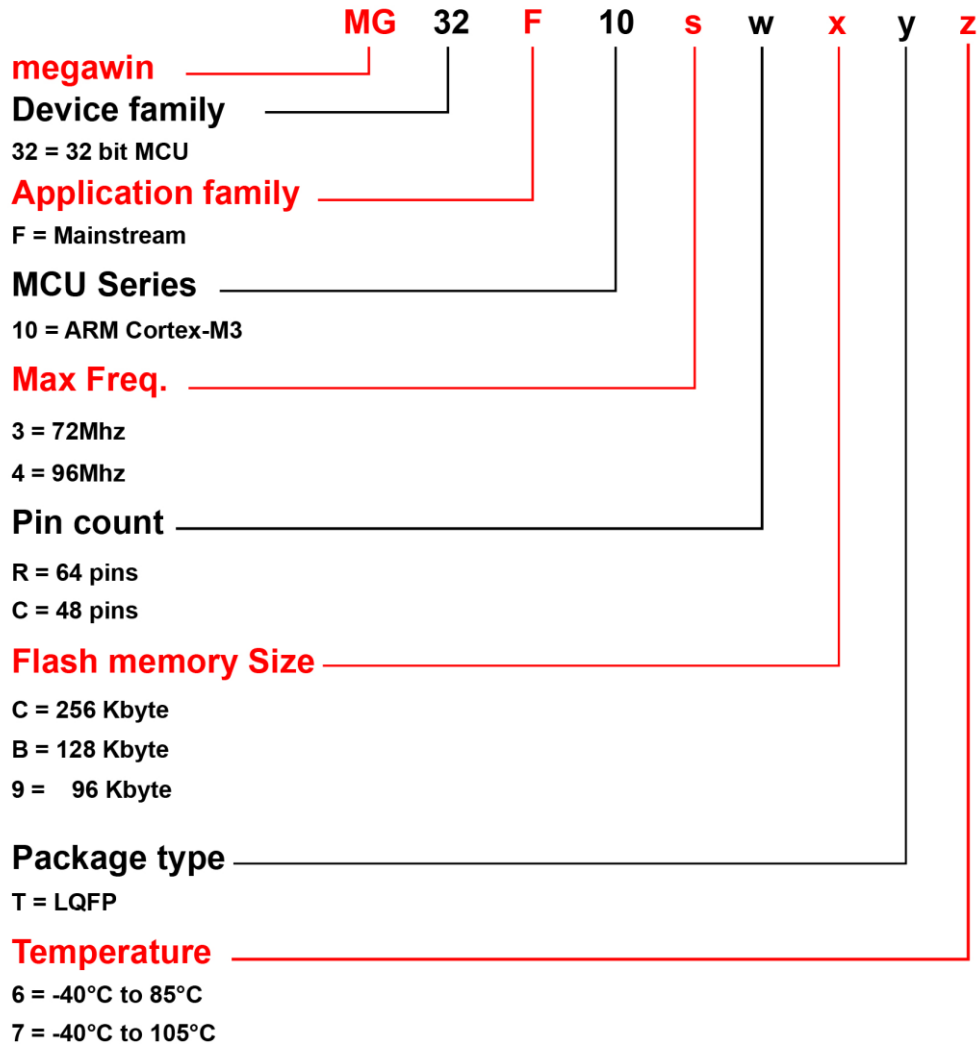 MG 32 F 10 s w x y z
megawin
Device family
32 = 32 bit MCU
Application family
F = Mainstream
MCU Series
10 = ARM Cortex-M3
Max Freq.
3 = 72Mhz
4 = 96Mhz
Pin count
R = 64 pins
C = 48 pins
Flash memory Size
C = 256 Kbyte
B = 128 Kbyte
9 = 96 Kbyte
Package type
T = LQFP
Temperature
6 = -40°C to 85°C
7 = -40°C to 105°C